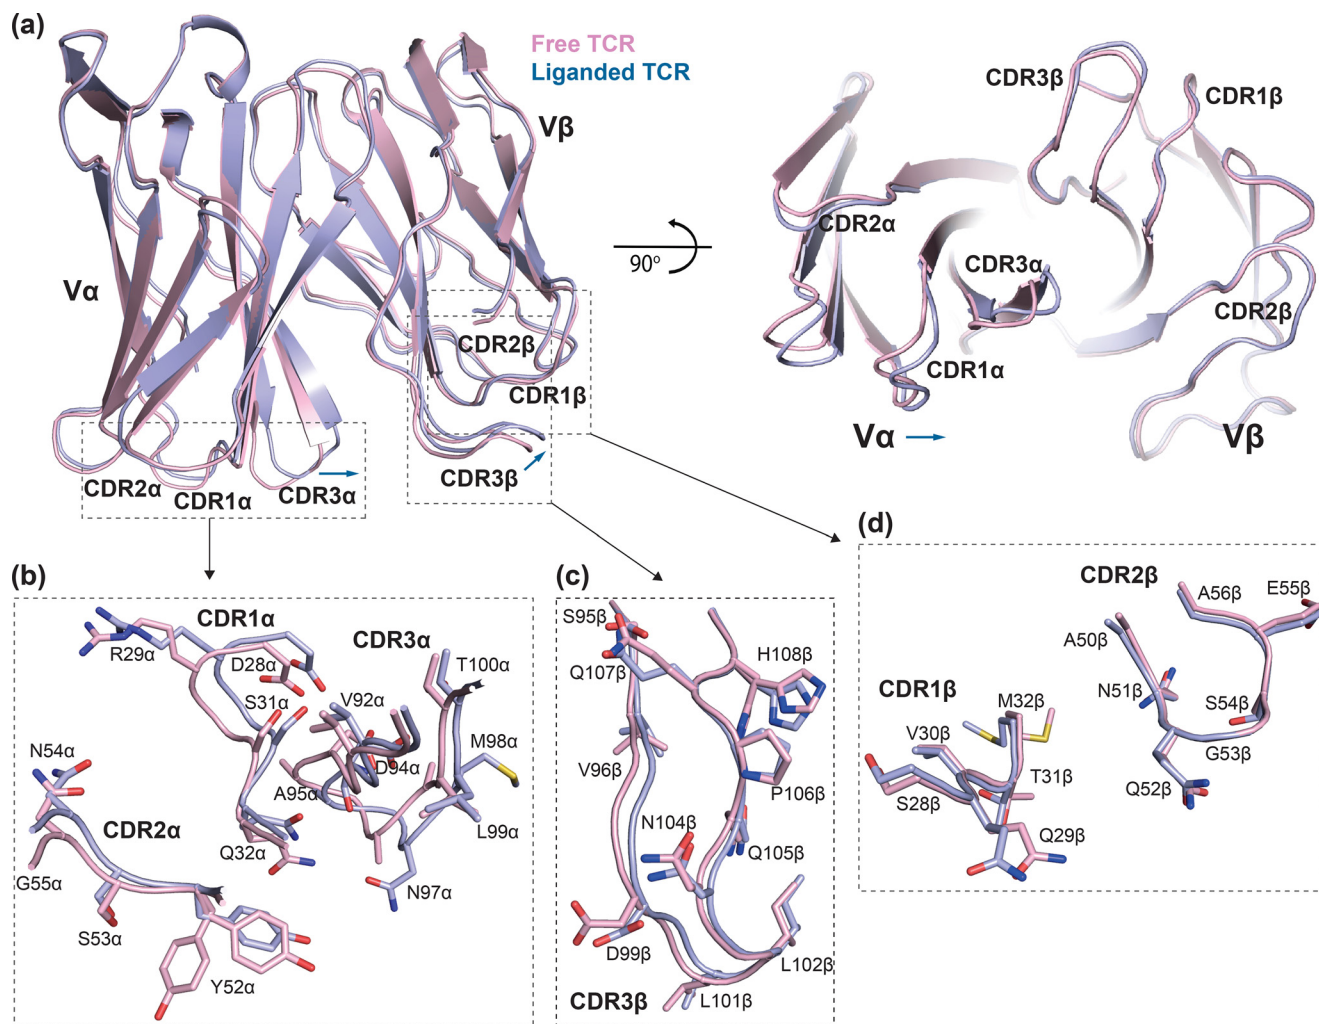 (a)
Free TCR
Liganded TCR
Vβ
Vα
CDR2β
CDR1β
CDR3β
CDR2α
CDR1α
CDR3α
90°
CDR3β
CDR1β
CDR2α
CDR3α
CDR2β
CDR1α
Vα
Vβ
(b)
CDR1α
R29α
D28α
CDR3α
T100α
S31α
V92α
N54α
D94α
M98α
A95α
CDR2α
L99α
Q32α
G55α
N97α
S53α
Y52α
(c)
S95β
H108β
Q107β
V96β
P106β
N104β
Q105β
D99β
L102β
CDR3β
L101β
(d)
CDR2β
A56β
E55β
A50β
CDR1β
N51β
M32β
S54β
V30β
G53β
T31β
S28β
Q52β
Q29β